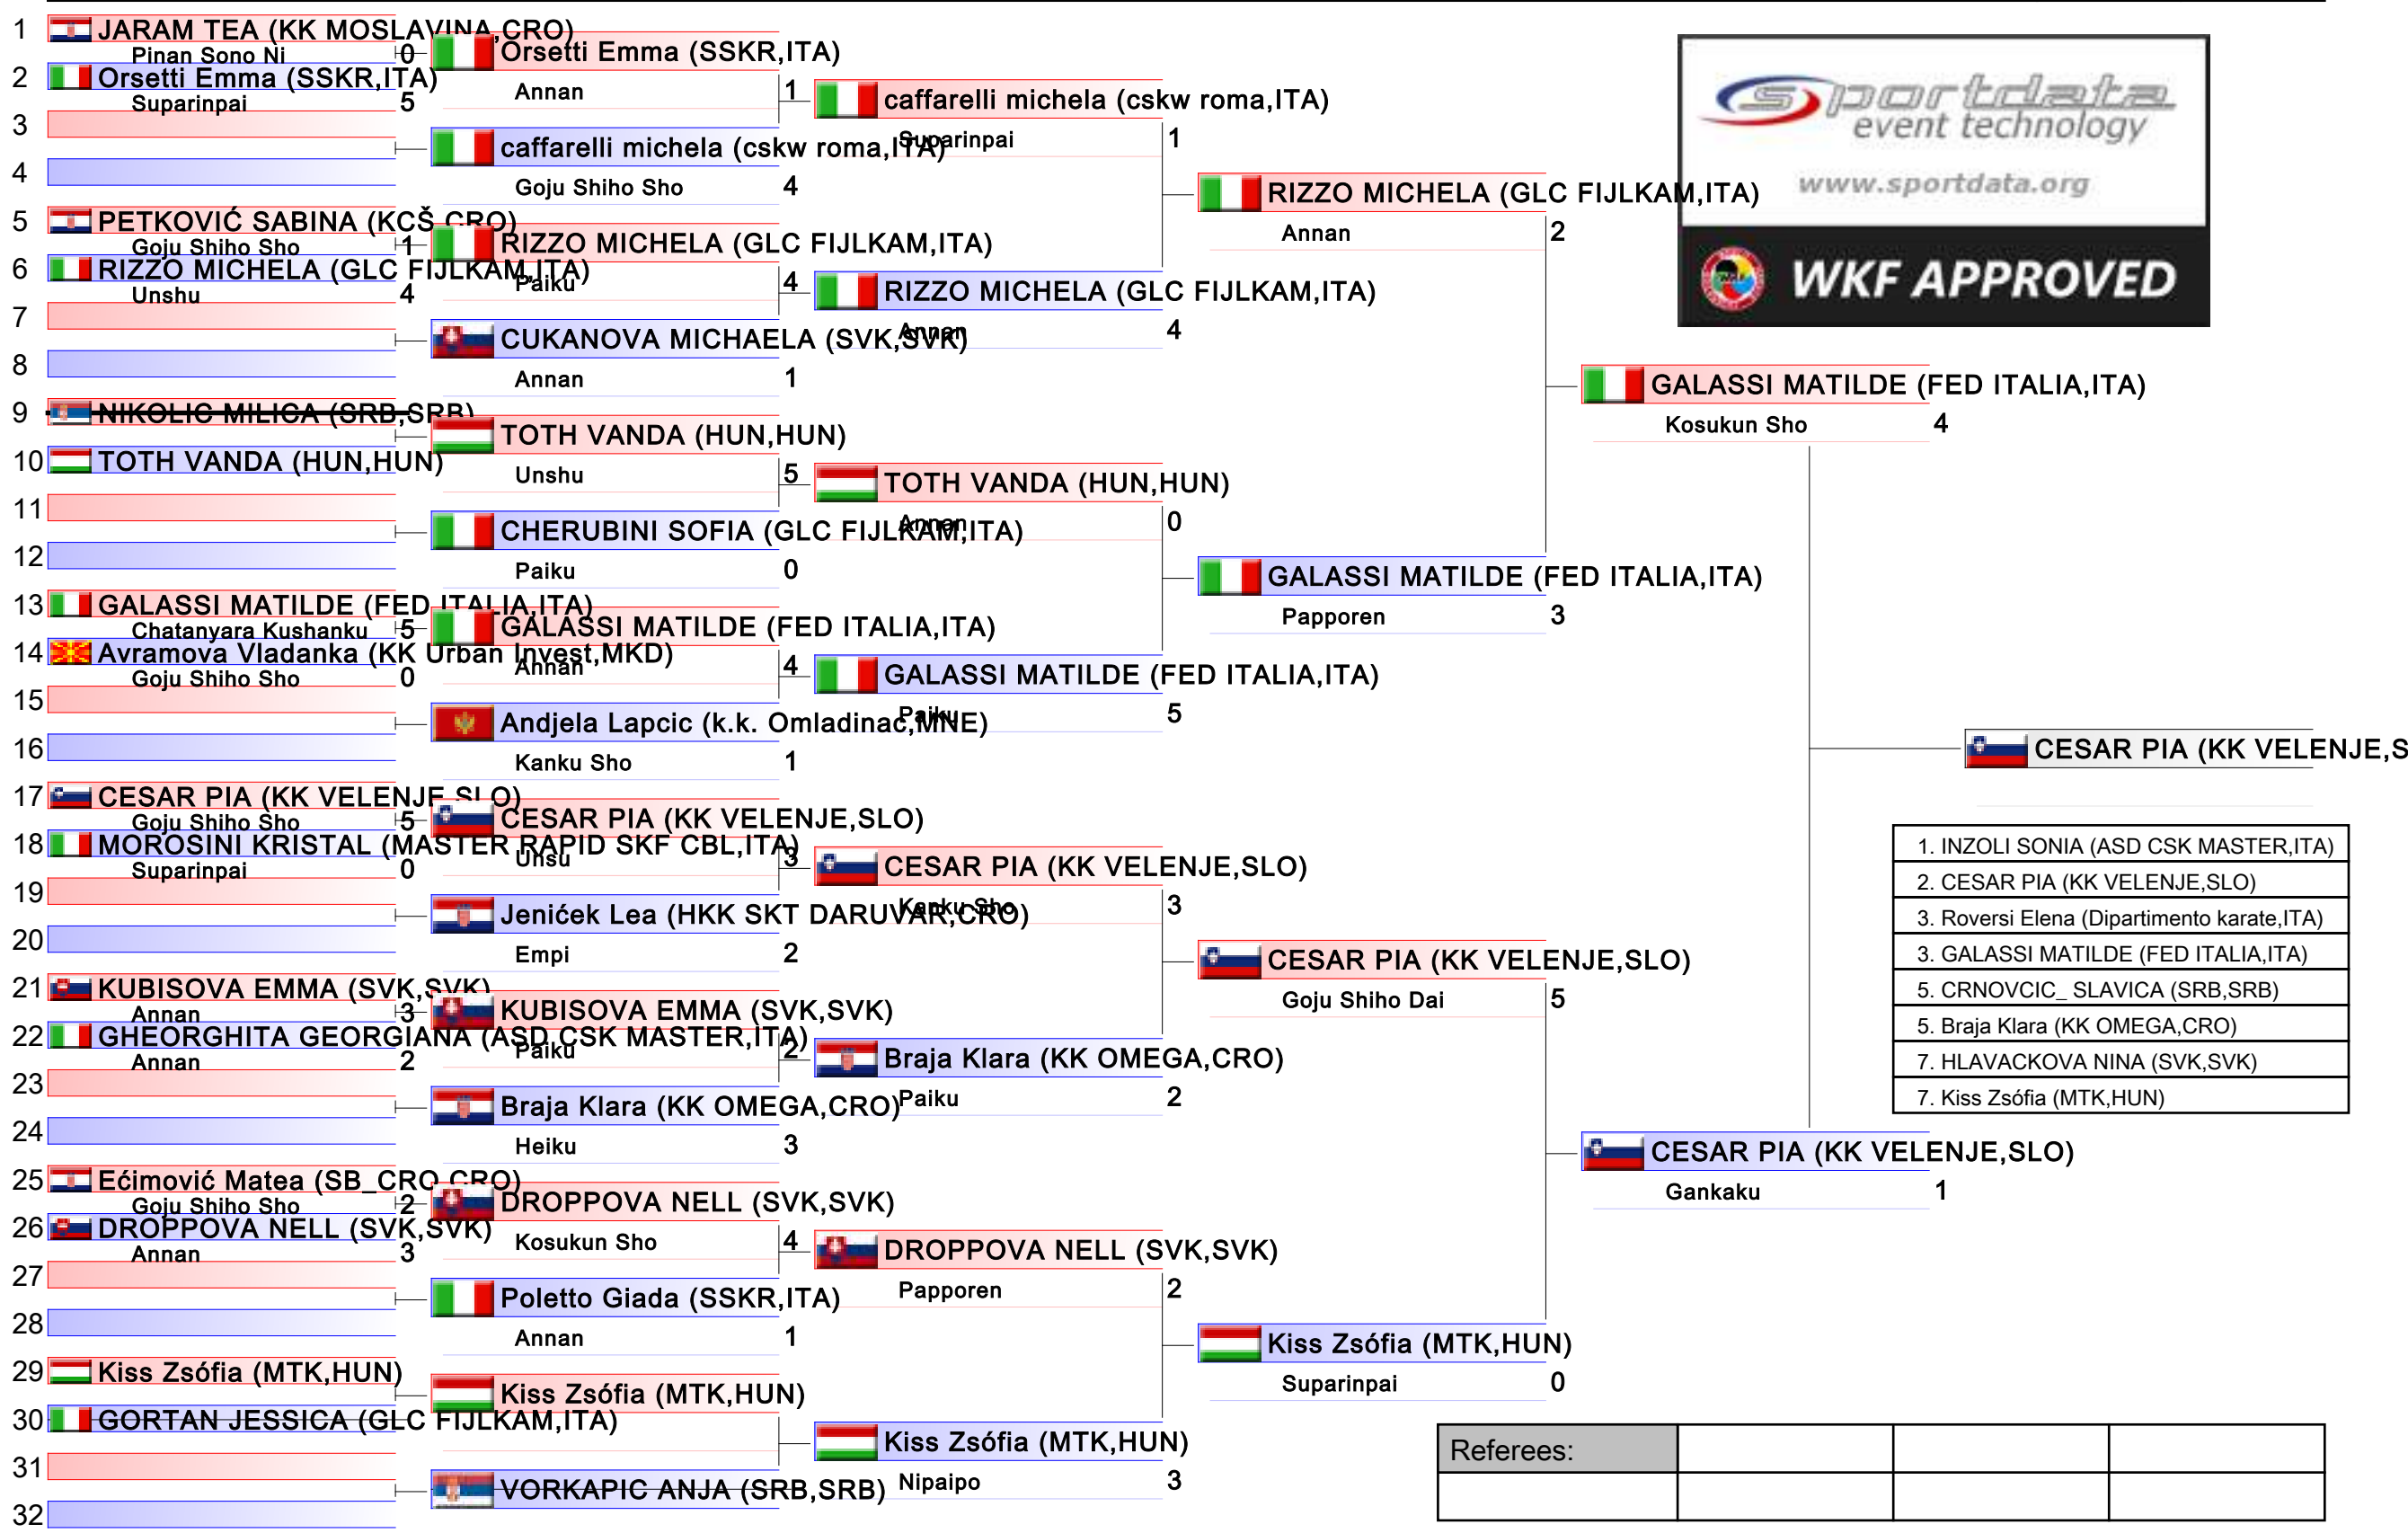 1 JARAM TEA (KK MOSLAVINA,CRO)
Pinan Sono Ni 0
2 Orsetti Emma (SSKR,ITA)
Suparinpai 5
3
4
5 PETKOVIĆ SABINA (KCŠ,CRO)
Goju Shiho Sho 1
6 RIZZO MICHELA (GLC FIJLKAM,ITA)
Unshu 4
7
8
9 NIKOLIC MILICA (SRB,SRB)
10 TOTH VANDA (HUN,HUN)
11
12
13 GALASSI MATILDE (FED ITALIA,ITA)
Chatanyara Kushanku 5
14 Avramova Vladanka (KK Urban Invest,MKD)
Goju Shiho Sho 0
15
16
17 CESAR PIA (KK VELENJE,SLO)
Goju Shiho Sho 5
18 MOROSINI KRISTAL (MASTER RAPID SKF CBL,ITA)
Suparinpai 0
19
20
21 KUBISOVA EMMA (SVK,SVK)
Annan 3
22 GHEORGHITA GEORGIANA (ASD CSK MASTER,ITA)
Annan 2
23
24
25 Ećimović Matea (SB_CRO,CRO)
Goju Shiho Sho 2
26 DROPPOVA NELL (SVK,SVK)
Annan 3
27
28
29 Kiss Zsófia (MTK,HUN)
30 GORTAN JESSICA (GLC FIJLKAM,ITA)
31
32
Orsetti Emma (SSKR,ITA)
Annan 1
caffarelli michela (cskw roma,ITA)
Goju Shiho Sho 4
RIZZO MICHELA (GLC FIJLKAM,ITA)
Paiku 4
CUKANOVA MICHAELA (SVK,SVK)
Annan 1
TOTH VANDA (HUN,HUN)
Unshu 5
CHERUBINI SOFIA (GLC FIJLKAM,ITA)
Paiku 0
GALASSI MATILDE (FED ITALIA,ITA)
Annan 4
Andjela Lapcic (k.k. Omladinac,MNE)
Kanku Sho 1
CESAR PIA (KK VELENJE,SLO)
Unsu 3
Jenićek Lea (HKK SKT DARUVAR,CRO)
Empi 2
KUBISOVA EMMA (SVK,SVK)
Paiku 2
Braja Klara (KK OMEGA,CRO)
Heiku 3
DROPPOVA NELL (SVK,SVK)
Kosukun Sho 4
Poletto Giada (SSKR,ITA)
Annan 1
Kiss Zsófia (MTK,HUN)
VORKAPIC ANJA (SRB,SRB)
caffarelli michela (cskw roma,ITA)
Suparinpai 1
RIZZO MICHELA (GLC FIJLKAM,ITA)
Annan 4
TOTH VANDA (HUN,HUN)
Annan 0
GALASSI MATILDE (FED ITALIA,ITA)
Paiku 5
CESAR PIA (KK VELENJE,SLO)
Kanku Sho 3
Braja Klara (KK OMEGA,CRO)
Paiku 2
DROPPOVA NELL (SVK,SVK)
Papporen 2
Kiss Zsófia (MTK,HUN)
Nipaipo 3
RIZZO MICHELA (GLC FIJLKAM,ITA)
Annan 2
GALASSI MATILDE (FED ITALIA,ITA)
Papporen 3
CESAR PIA (KK VELENJE,SLO)
Goju Shiho Dai 5
Kiss Zsófia (MTK,HUN)
Suparinpai 0
GALASSI MATILDE (FED ITALIA,ITA)
Kosukun Sho 4
CESAR PIA (KK VELENJE,SLO)
Gankaku 1
CESAR PIA (KK VELENJE,S
sportdata
event technology
www.sportdata.org
WKF APPROVED
1. INZOLI SONIA (ASD CSK MASTER,ITA)
2. CESAR PIA (KK VELENJE,SLO)
3. Roversi Elena (Dipartimento karate,ITA)
3. GALASSI MATILDE (FED ITALIA,ITA)
5. CRNOVCIC_ SLAVICA (SRB,SRB)
5. Braja Klara (KK OMEGA,CRO)
7. HLAVACKOVA NINA (SVK,SVK)
7. Kiss Zsófia (MTK,HUN)
Referees: